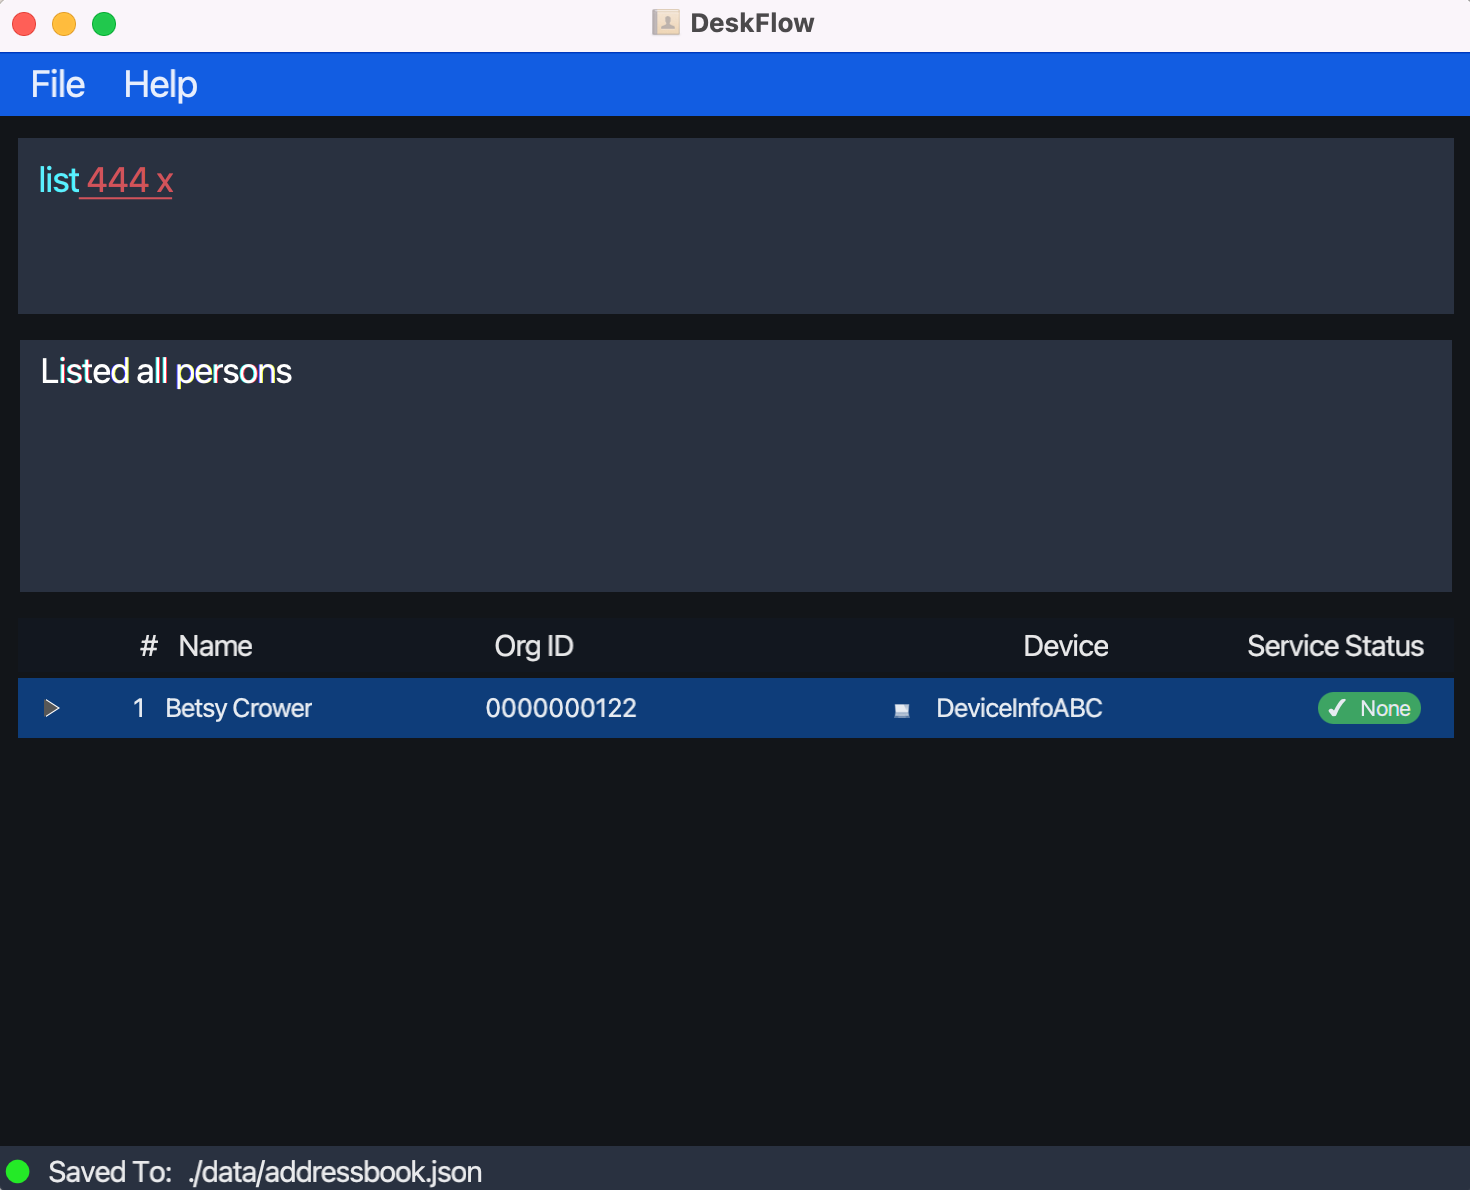 DeskFlow
File Help
list 444 x
Listed all persons
# Name Org ID Device Service Status
1 Betsy Crower 0000000122 DeviceInfoABC ✓ None
Saved To: ./data/addressbook.json